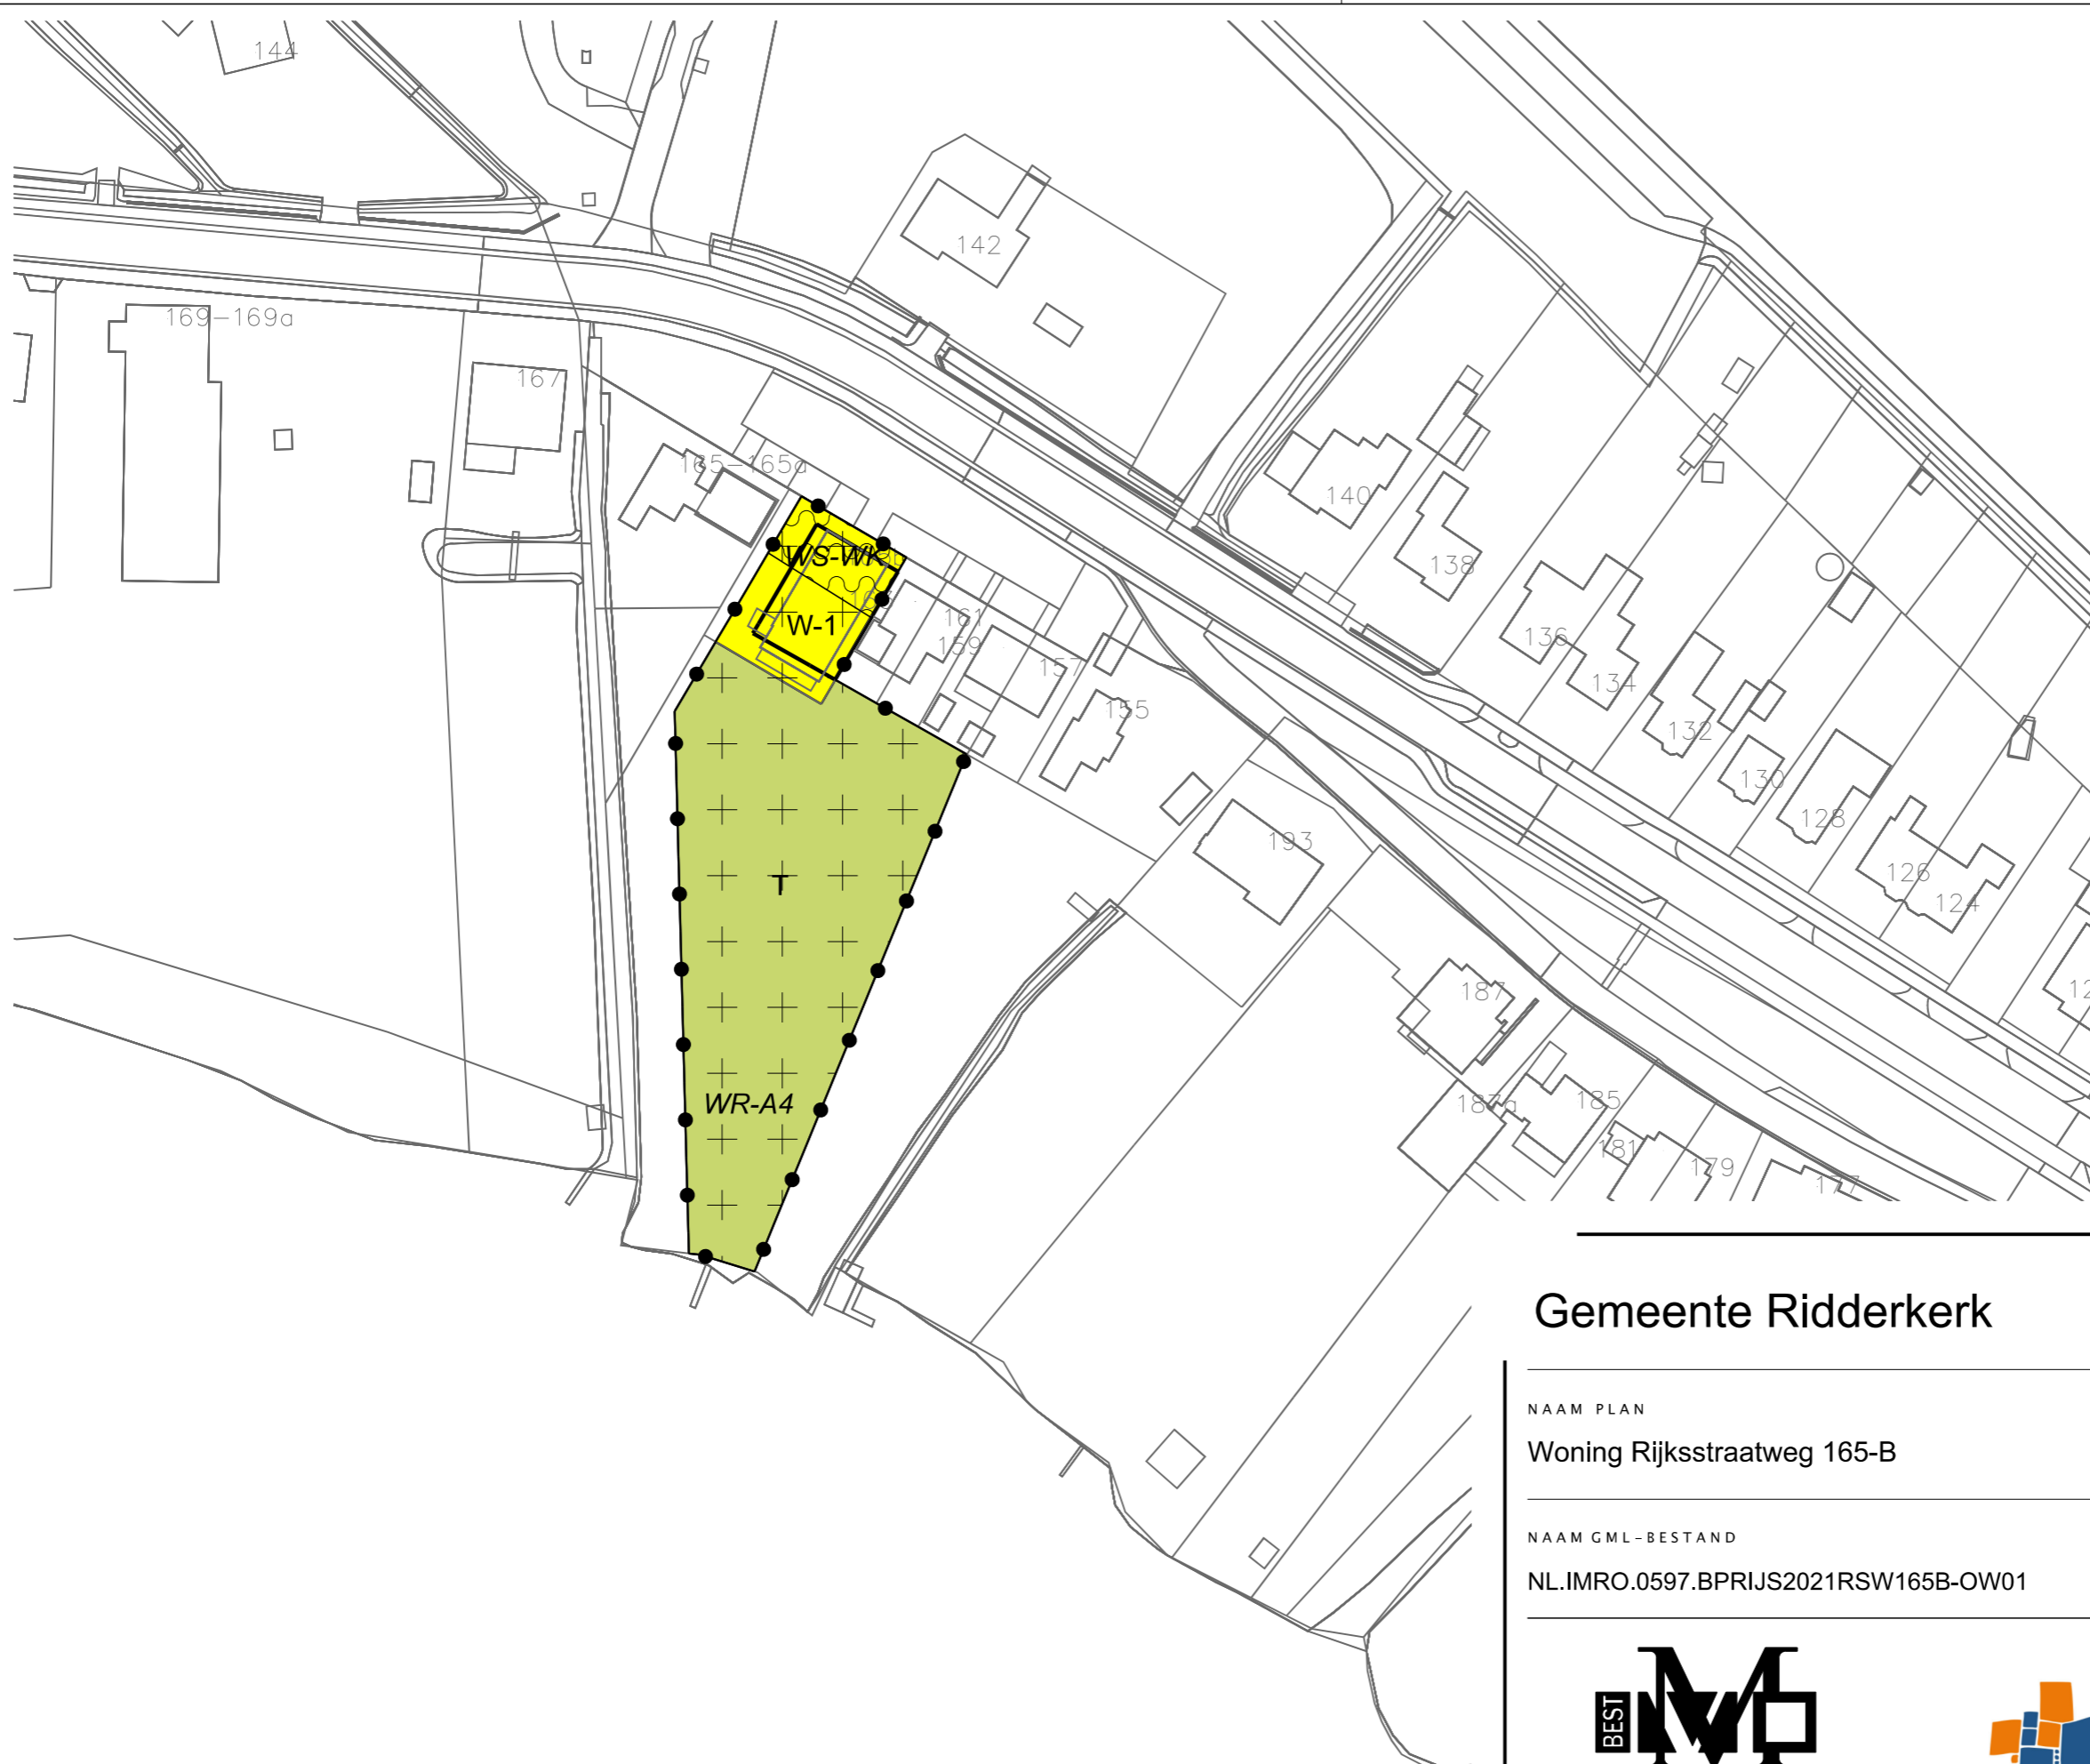 144
142
169-169a
167
165-165a
140
138
WS-WK
W-1
161
159
157
155
136
134
132
130
128
126
124
193
T
187
WR-A4
187a
185
181
179
177
Gemeente Ridderkerk
NAAM PLAN
Woning Rijksstraatweg 165-B
NAAM GML-BESTAND
NL.IMRO.0597.BPRIJS2021RSW165B-OW01
BEST